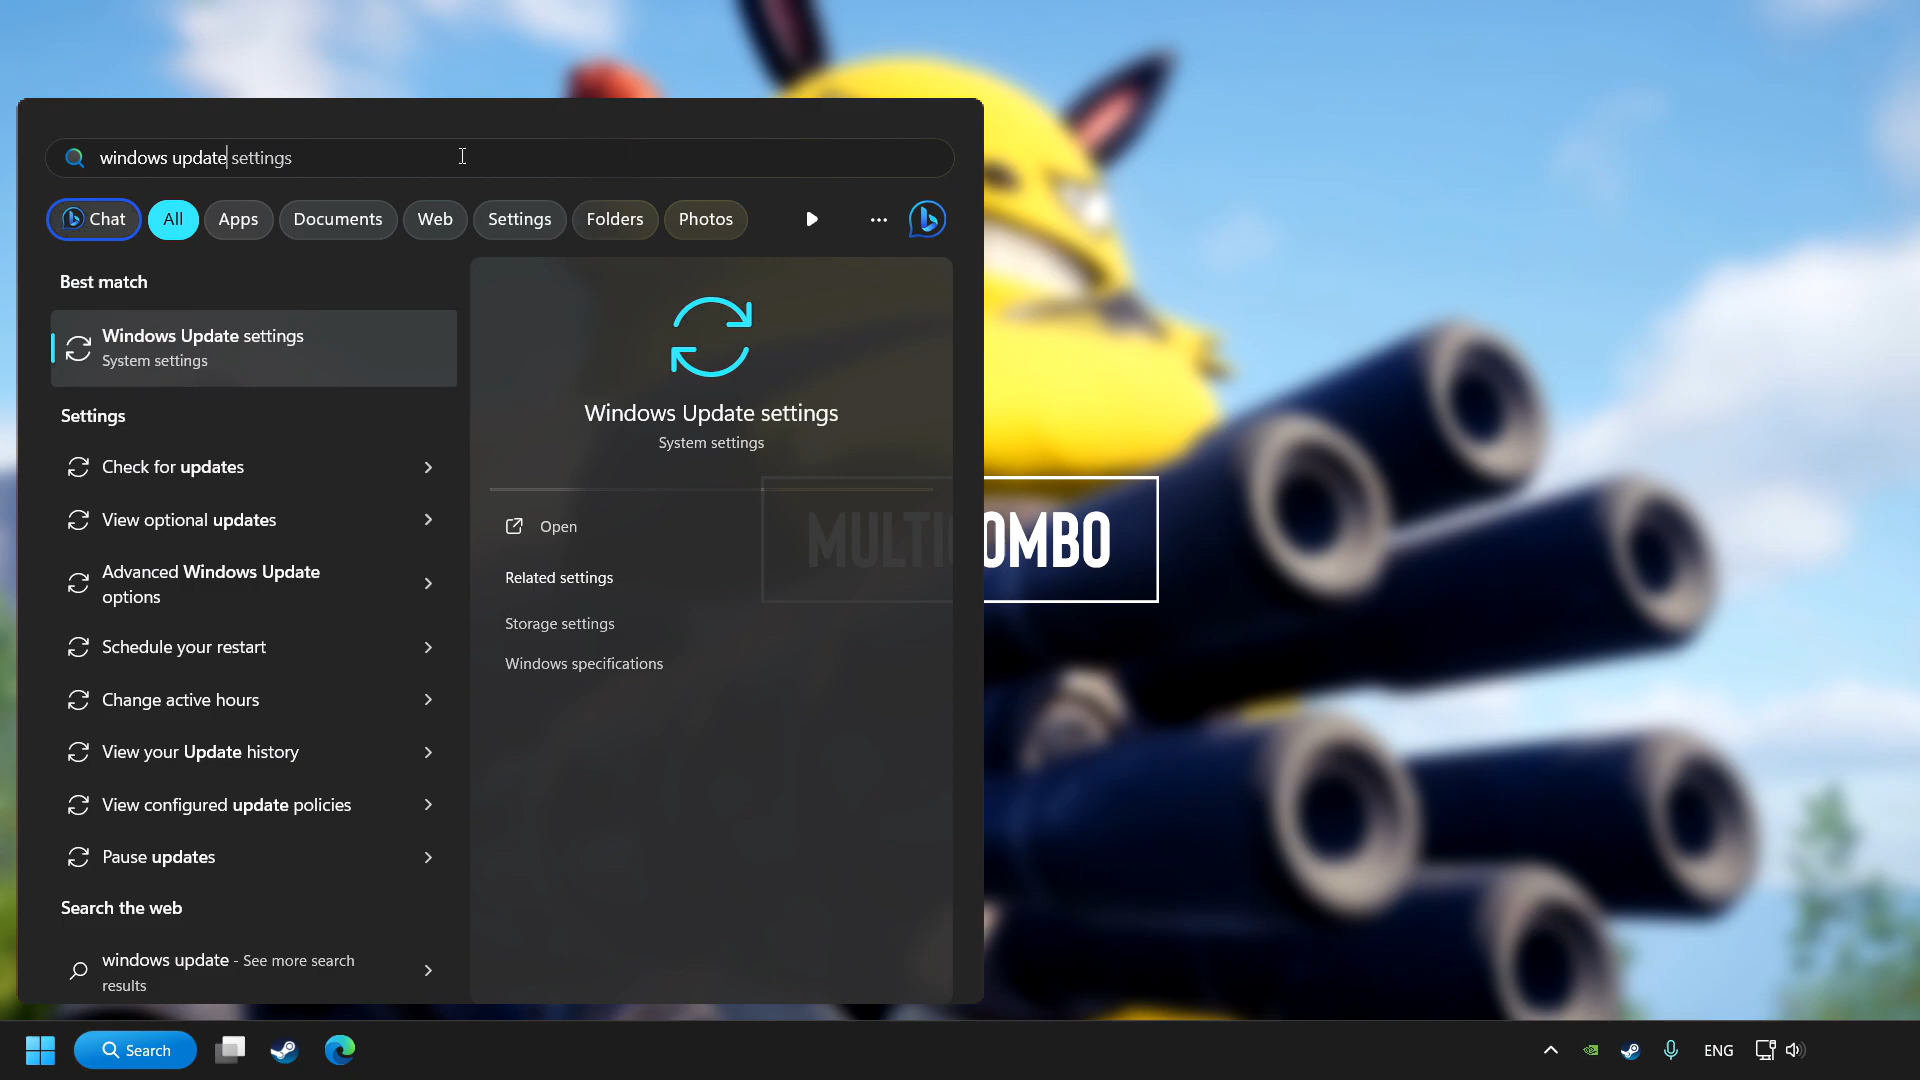 windows update settings
Chat
All
Apps
Documents
Web
Settings
Folders
Photos
Best match
Windows Update settings
System settings
Settings
Check for updates
View optional updates
Advanced Windows Update
options
Schedule your restart
Change active hours
View your Update history
View configured update policies
Pause updates
Search the web
windows update - See more search
results
Windows Update settings
System settings
Open
Related settings
Storage settings
Windows specifications
MULTICOMBO
Search
ENG